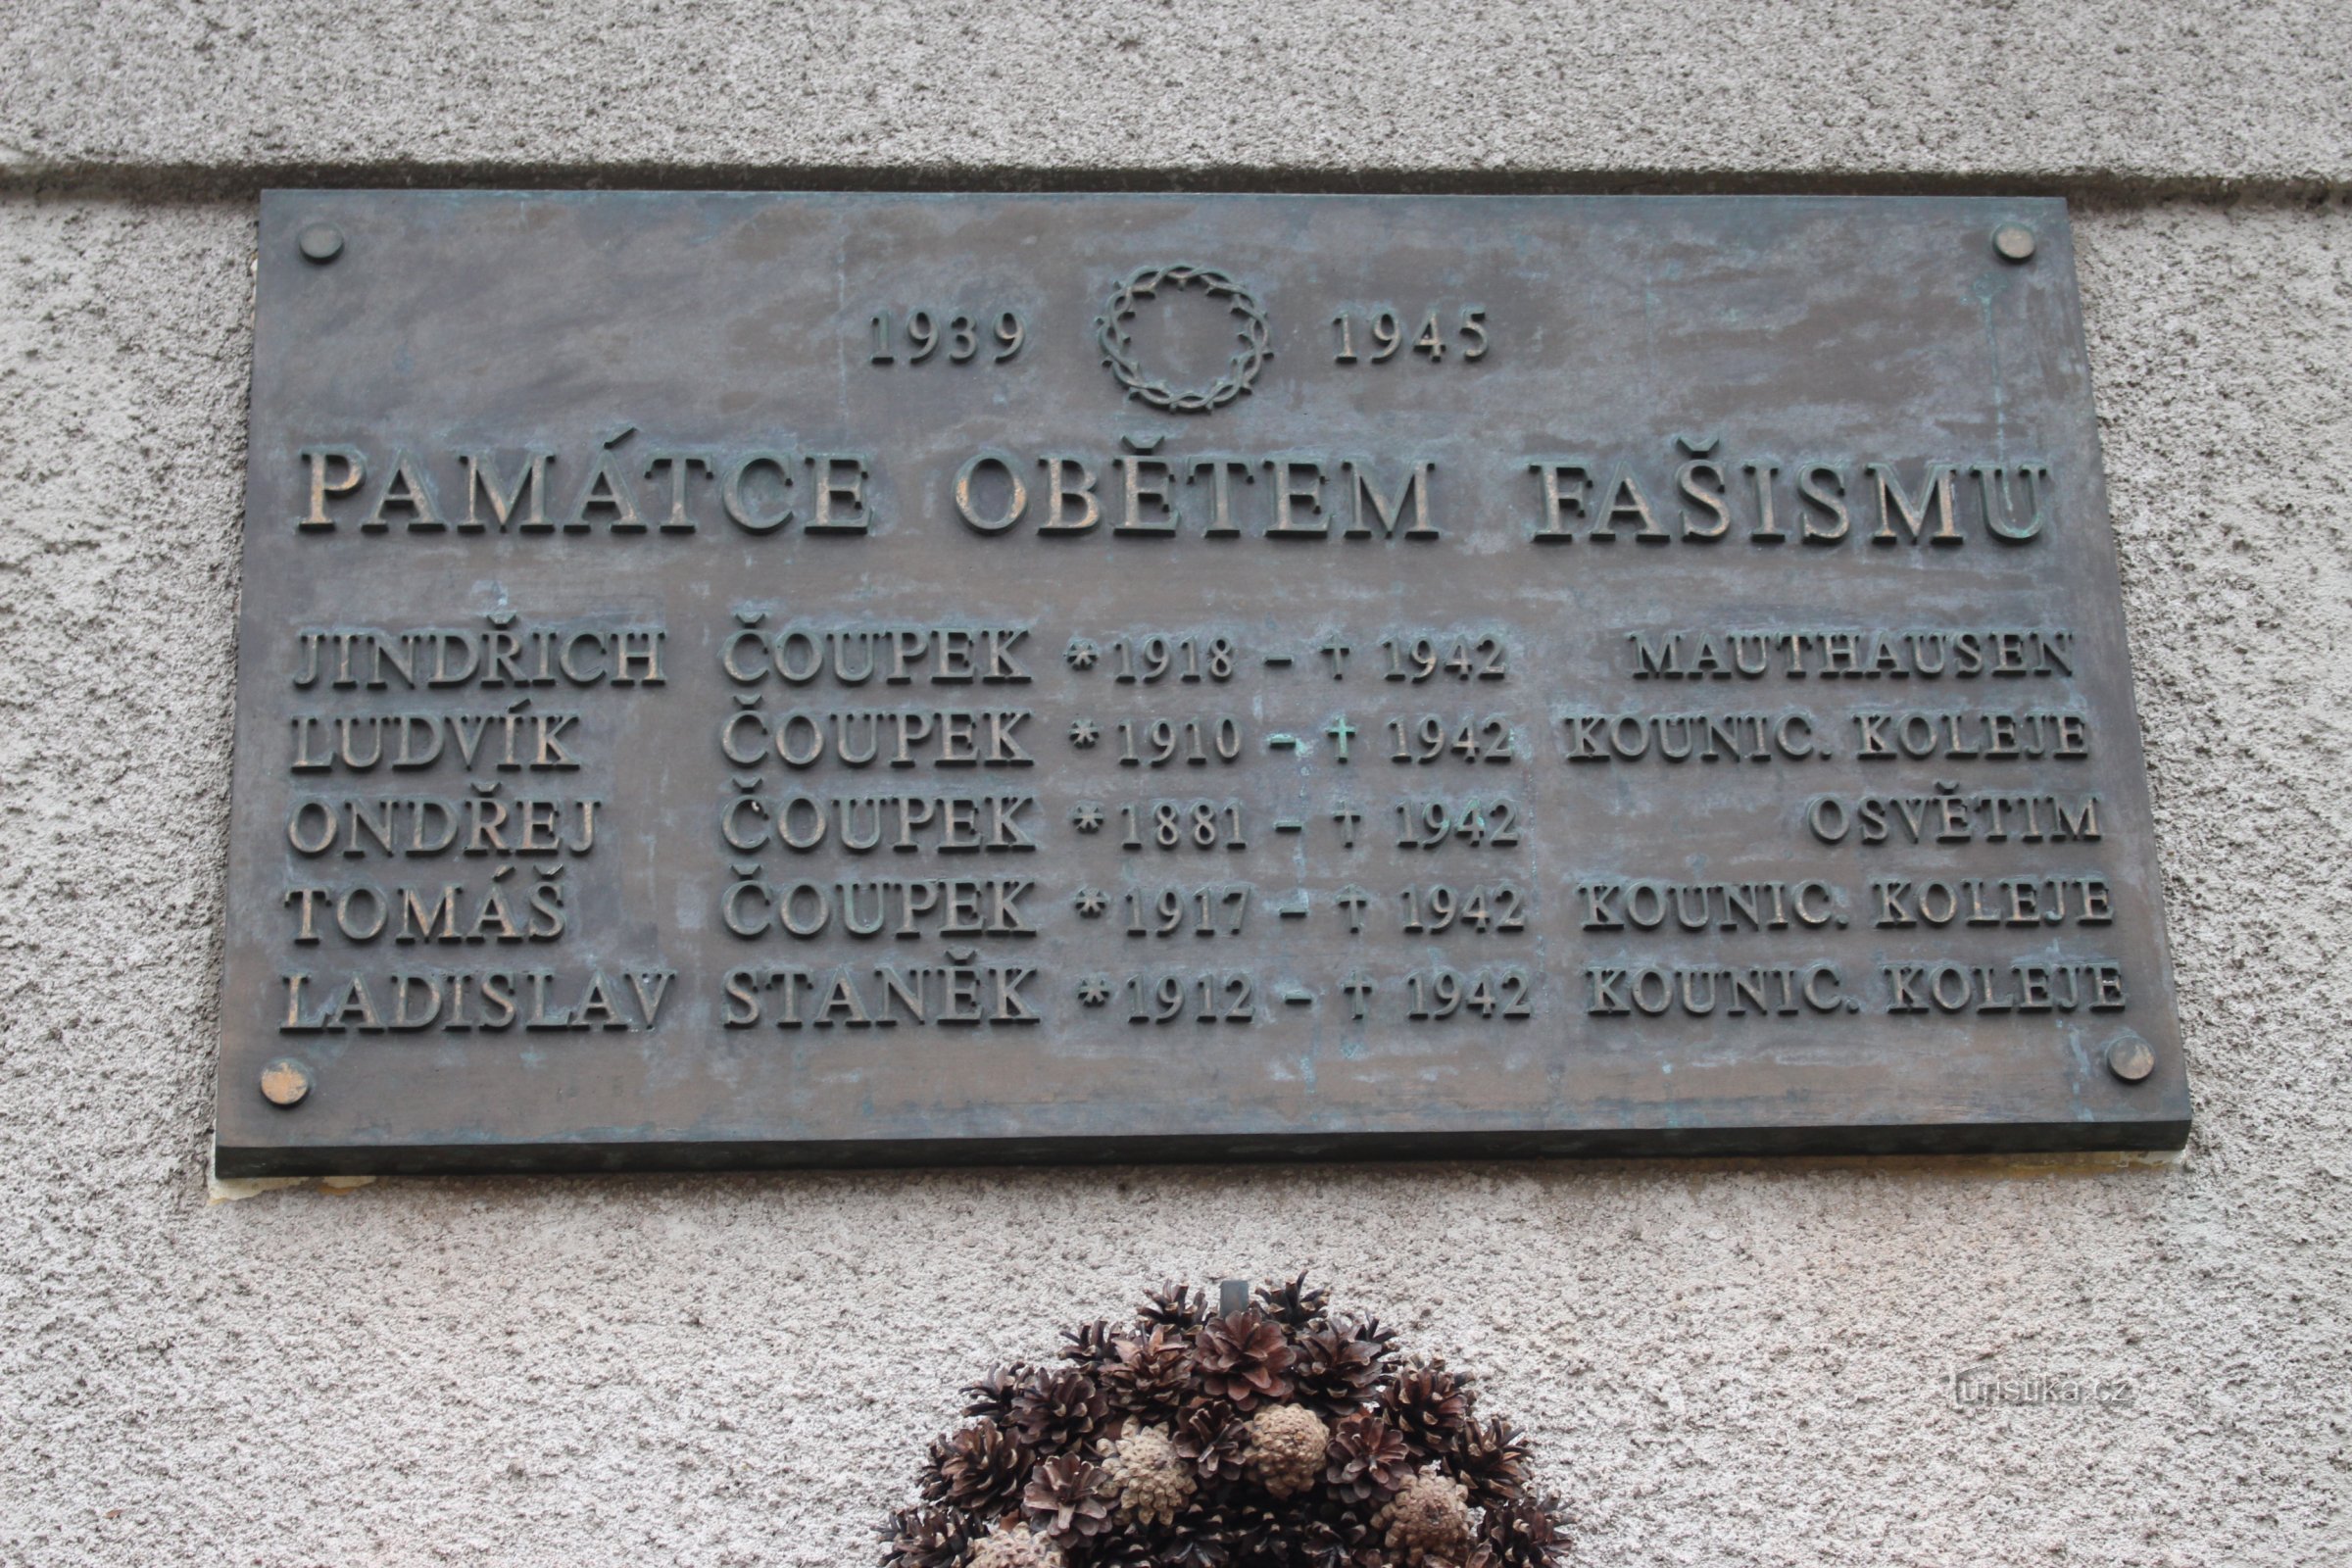 1939 1945
PAMÁTCE OBĚTEM FAŠISMU
JINDŘICH ČOUPEK *1918 – † 1942 MAUTHAUSEN
LUDVÍK ČOUPEK *1910 – † 1942 KOUNIC. KOLEJE
ONDŘEJ ČOUPEK *1881 – † 1942 OSVĚTIM
TOMÁŠ ČOUPEK *1917 – † 1942 KOUNIC. KOLEJE
LADISLAV STANĚK *1912 – † 1942 KOUNIC. KOLEJE
Turistika.cz